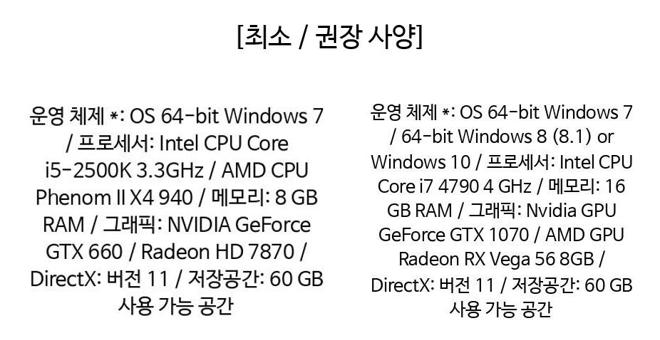 [최소 / 권장 사양]
운영 체제 *: OS 64-bit Windows 7
/ 프로세서: Intel CPU Core
i5-2500K 3.3GHz / AMD CPU
Phenom II X4 940 / 메모리: 8 GB
RAM / 그래픽: NVIDIA GeForce
GTX 660 / Radeon HD 7870 /
DirectX: 버전 11 / 저장공간: 60 GB
사용 가능 공간
운영 체제 *: OS 64-bit Windows 7
/ 64-bit Windows 8 (8.1) or
Windows 10 / 프로세서: Intel CPU
Core i7 4790 4 GHz / 메모리: 16
GB RAM / 그래픽: Nvidia GPU
GeForce GTX 1070 / AMD GPU
Radeon RX Vega 56 8GB /
DirectX: 버전 11 / 저장공간: 60 GB
사용 가능 공간